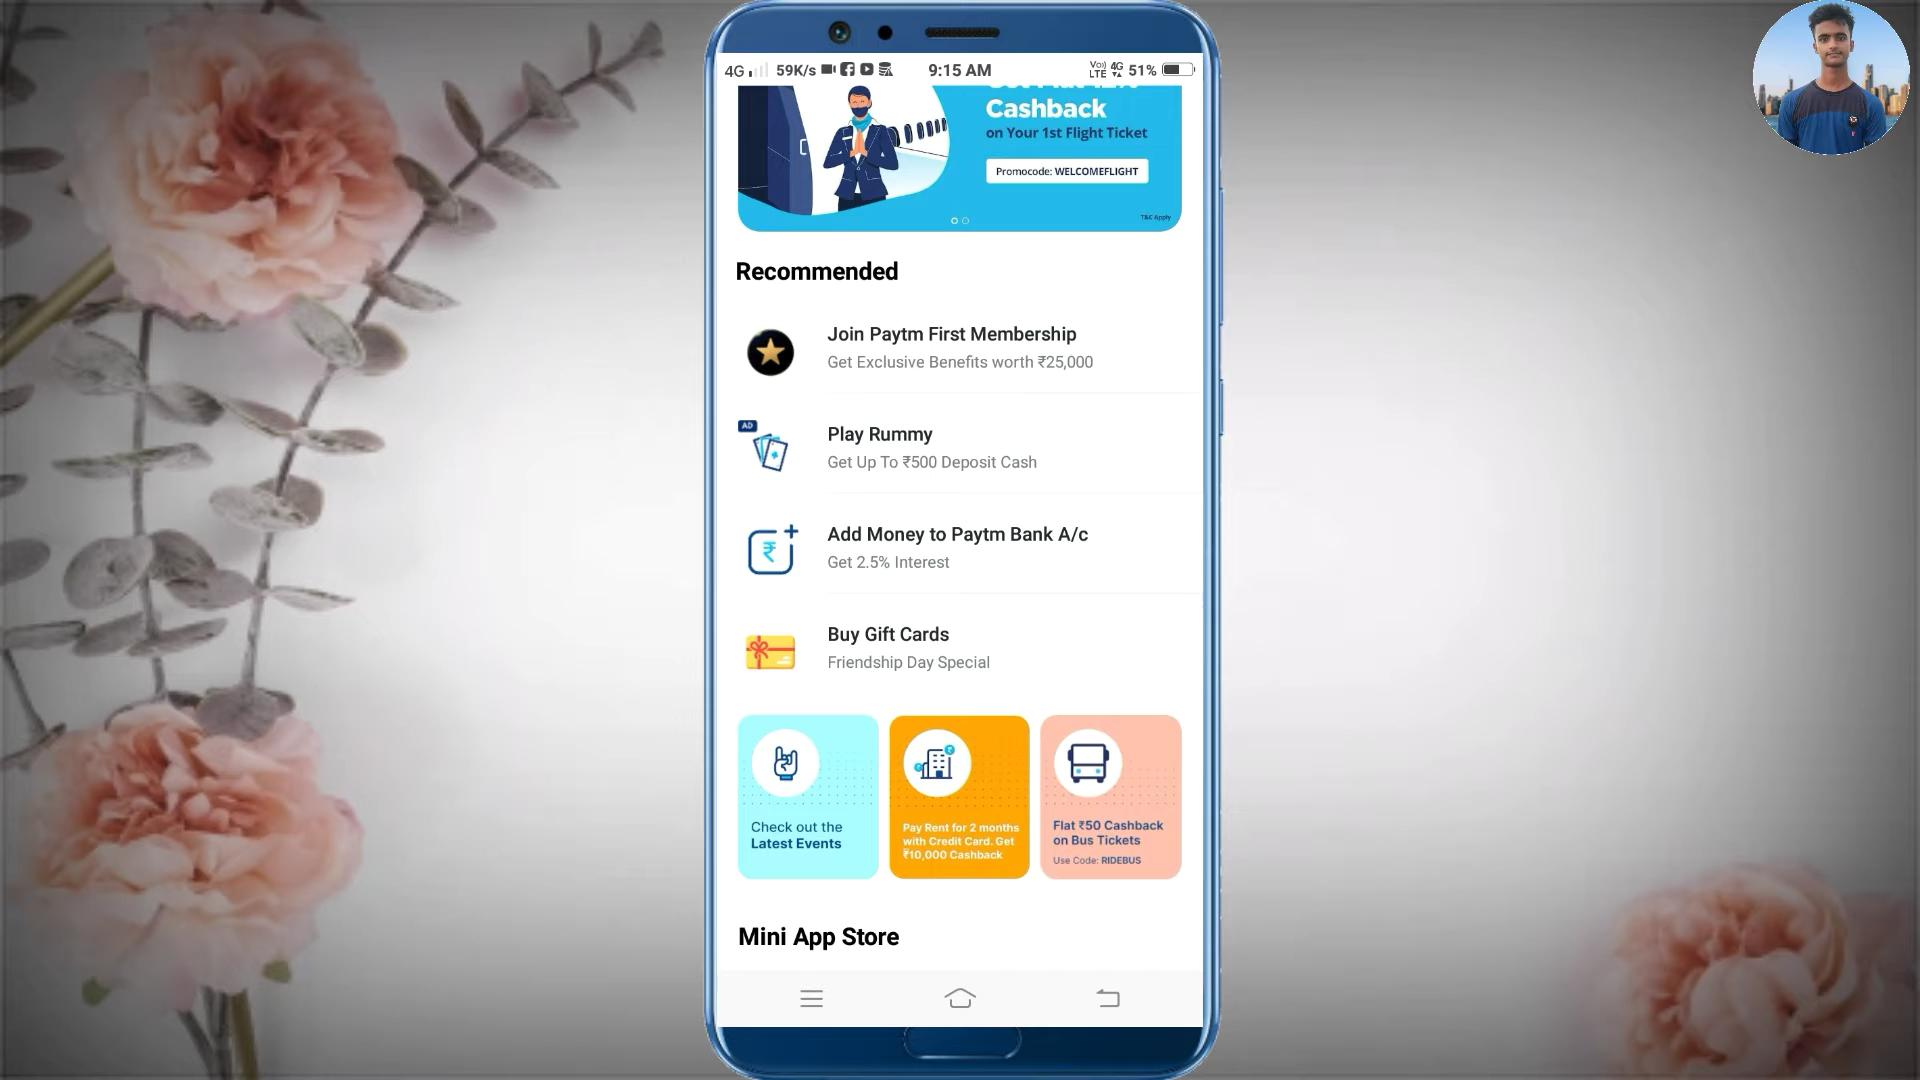 4G 59K/s 9:15 AM Vo)) LTE 4G 51%
Cashback
on Your 1st Flight Ticket
Promocode: WELCOMEFLIGHT
T&C Apply
Recommended
Join Paytm First Membership
Get Exclusive Benefits worth ₹25,000
AD
Play Rummy
Get Up To ₹500 Deposit Cash
Add Money to Paytm Bank A/c
Get 2.5% Interest
Buy Gift Cards
Friendship Day Special
Check out the
Latest Events
Pay Rent for 2 months
with Credit Card. Get
₹10,000 Cashback
Flat ₹50 Cashback
on Bus Tickets
Use Code: RIDEBUS
Mini App Store